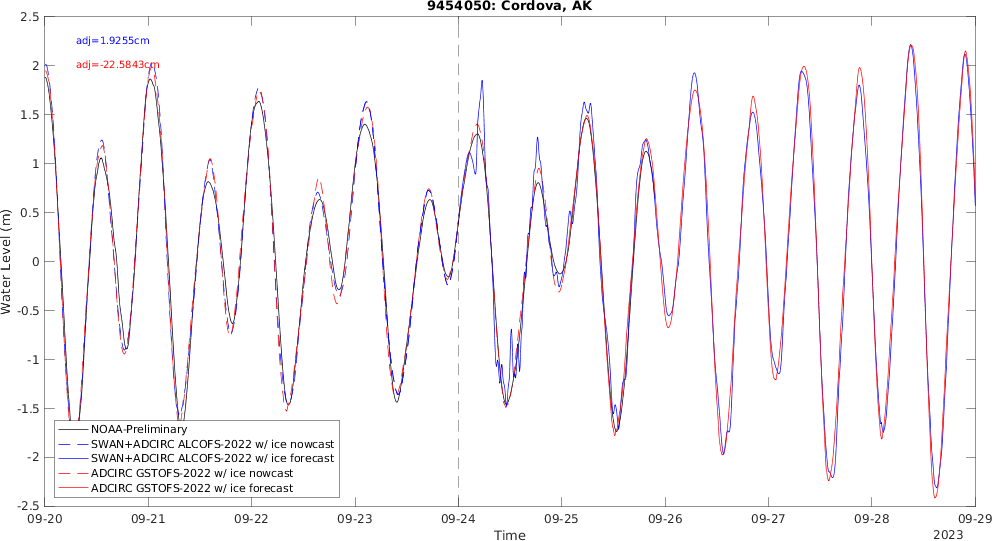 9454050: Cordova, AK
adj=1.9255cm
adj=-22.5843cm
Water Level (m)
2.5
2
1.5
1
0.5
0
-0.5
-1
-1.5
-2
-2.5
NOAA-Preliminary
SWAN+ADCIRC ALCOFS-2022 w/ ice nowcast
SWAN+ADCIRC ALCOFS-2022 w/ ice forecast
ADCIRC GSTOFS-2022 w/ ice nowcast
ADCIRC GSTOFS-2022 w/ ice forecast
09-20 09-21 09-22 09-23 09-24 09-25 09-26 09-27 09-28 09-29
Time
2023